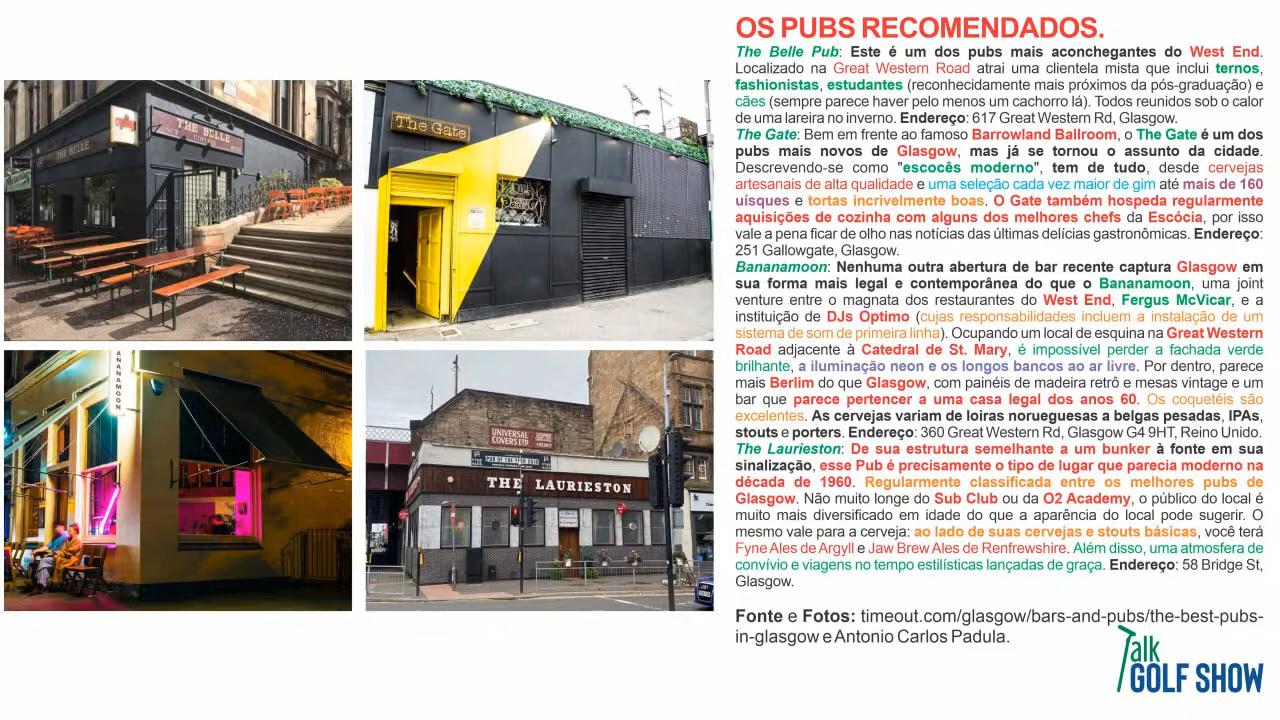 OS PUBS RECOMENDADOS.
The Belle Pub: Este é um dos pubs mais aconchegantes do West End.
Localizado na Great Western Road atrai uma clientela mista que inclui ternos,
fashionistas, estudantes (reconhecidamente mais próximos da pós-graduação) e
cães (sempre parece haver pelo menos um cachorro lá). Todos reunidos sob o calor
de uma lareira no inverno. Endereço: 617 Great Western Rd, Glasgow.
The Gate: Bem em frente ao famoso Barrowland Ballroom, o The Gate é um dos
pubs mais novos de Glasgow, mas já se tornou o assunto da cidade.
Descrevendo-se como "escocês moderno", tem de tudo, desde cervejas
artesanais de alta qualidade e uma seleção cada vez maior de gim até mais de 160
uísques e tortas incrivelmente boas. O Gate também hospeda regularmente
aquisições de cozinha com alguns dos melhores chefs da Escócia, por isso
vale a pena ficar de olho nas notícias das últimas delícias gastronômicas. Endereço:
251 Gallowgate, Glasgow.
Bananamoon: Nenhuma outra abertura de bar recente captura Glasgow em
sua forma mais legal e contemporânea do que o Bananamoon, uma joint
venture entre o magnata dos restaurantes do West End, Fergus McVicar, e a
instituição de DJs Optimo (cujas responsabilidades incluem a instalação de um
sistema de som de primeira linha). Ocupando um local de esquina na Great Western
Road adjacente à Catedral de St. Mary, é impossível perder a fachada verde
brilhante, a iluminação neon e os longos bancos ao ar livre. Por dentro, parece
mais Berlim do que Glasgow, com painéis de madeira retrô e mesas vintage e um
bar que parece pertencer a uma casa legal dos anos 60. Os coquetéis são
excelentes. As cervejas variam de loiras norueguesas a belgas pesadas, IPAs,
stouts e porters. Endereço: 360 Great Western Rd, Glasgow G4 9HT, Reino Unido.
The Laurieston: De sua estrutura semelhante a um bunker à fonte em sua
sinalização, esse Pub é precisamente o tipo de lugar que parecia moderno na
década de 1960. Regularmente classificada entre os melhores pubs de
Glasgow. Não muito longe do Sub Club ou da O2 Academy, o público do local é
muito mais diversificado em idade do que a aparência do local pode sugerir. O
mesmo vale para a cerveja: ao lado de suas cervejas e stouts básicas, você terá
Fyne Ales de Argyll e Jaw Brew Ales de Renfrewshire. Além disso, uma atmosfera de
convívio e viagens no tempo estilísticas lançadas de graça. Endereço: 58 Bridge St,
Glasgow.
Fonte e Fotos: timeout.com/glasgow/bars-and-pubs/the-best-pubs-
in-glasgow e Antonio Carlos Padula.
Talk
GOLF SHOW
THE BELLE
THE BELLE
The Gate
ANANAMOON
UNIVERSAL
COVERS LTD
THE LAURIESTON